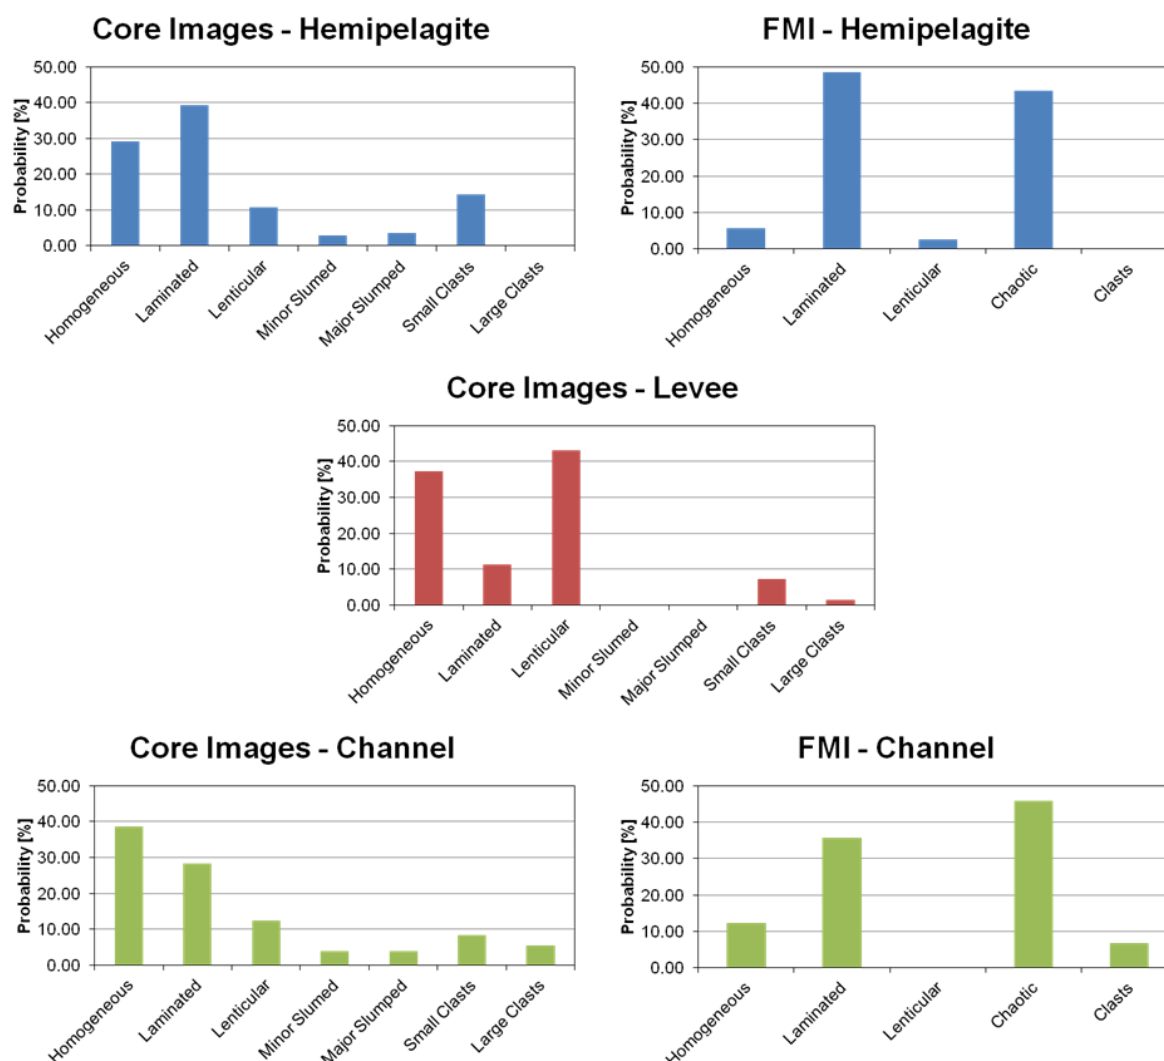 Core Images - Hemipelagite
Probability [%]
50.00
40.00
30.00
20.00
10.00
0.00
Homogeneous
Laminated
Lenticular
Minor Slumed
Major Slumped
Small Clasts
Large Clasts
FMI - Hemipelagite
Probability [%]
50.00
40.00
30.00
20.00
10.00
0.00
Homogeneous
Laminated
Lenticular
Chaotic
Clasts
Core Images - Levee
Probability [%]
50.00
40.00
30.00
20.00
10.00
0.00
Homogeneous
Laminated
Lenticular
Minor Slumed
Major Slumped
Small Clasts
Large Clasts
Core Images - Channel
Probability [%]
50.00
40.00
30.00
20.00
10.00
0.00
Homogeneous
Laminated
Lenticular
Minor Slumed
Major Slumped
Small Clasts
Large Clasts
FMI - Channel
Probability [%]
50.00
40.00
30.00
20.00
10.00
0.00
Homogeneous
Laminated
Lenticular
Chaotic
Clasts